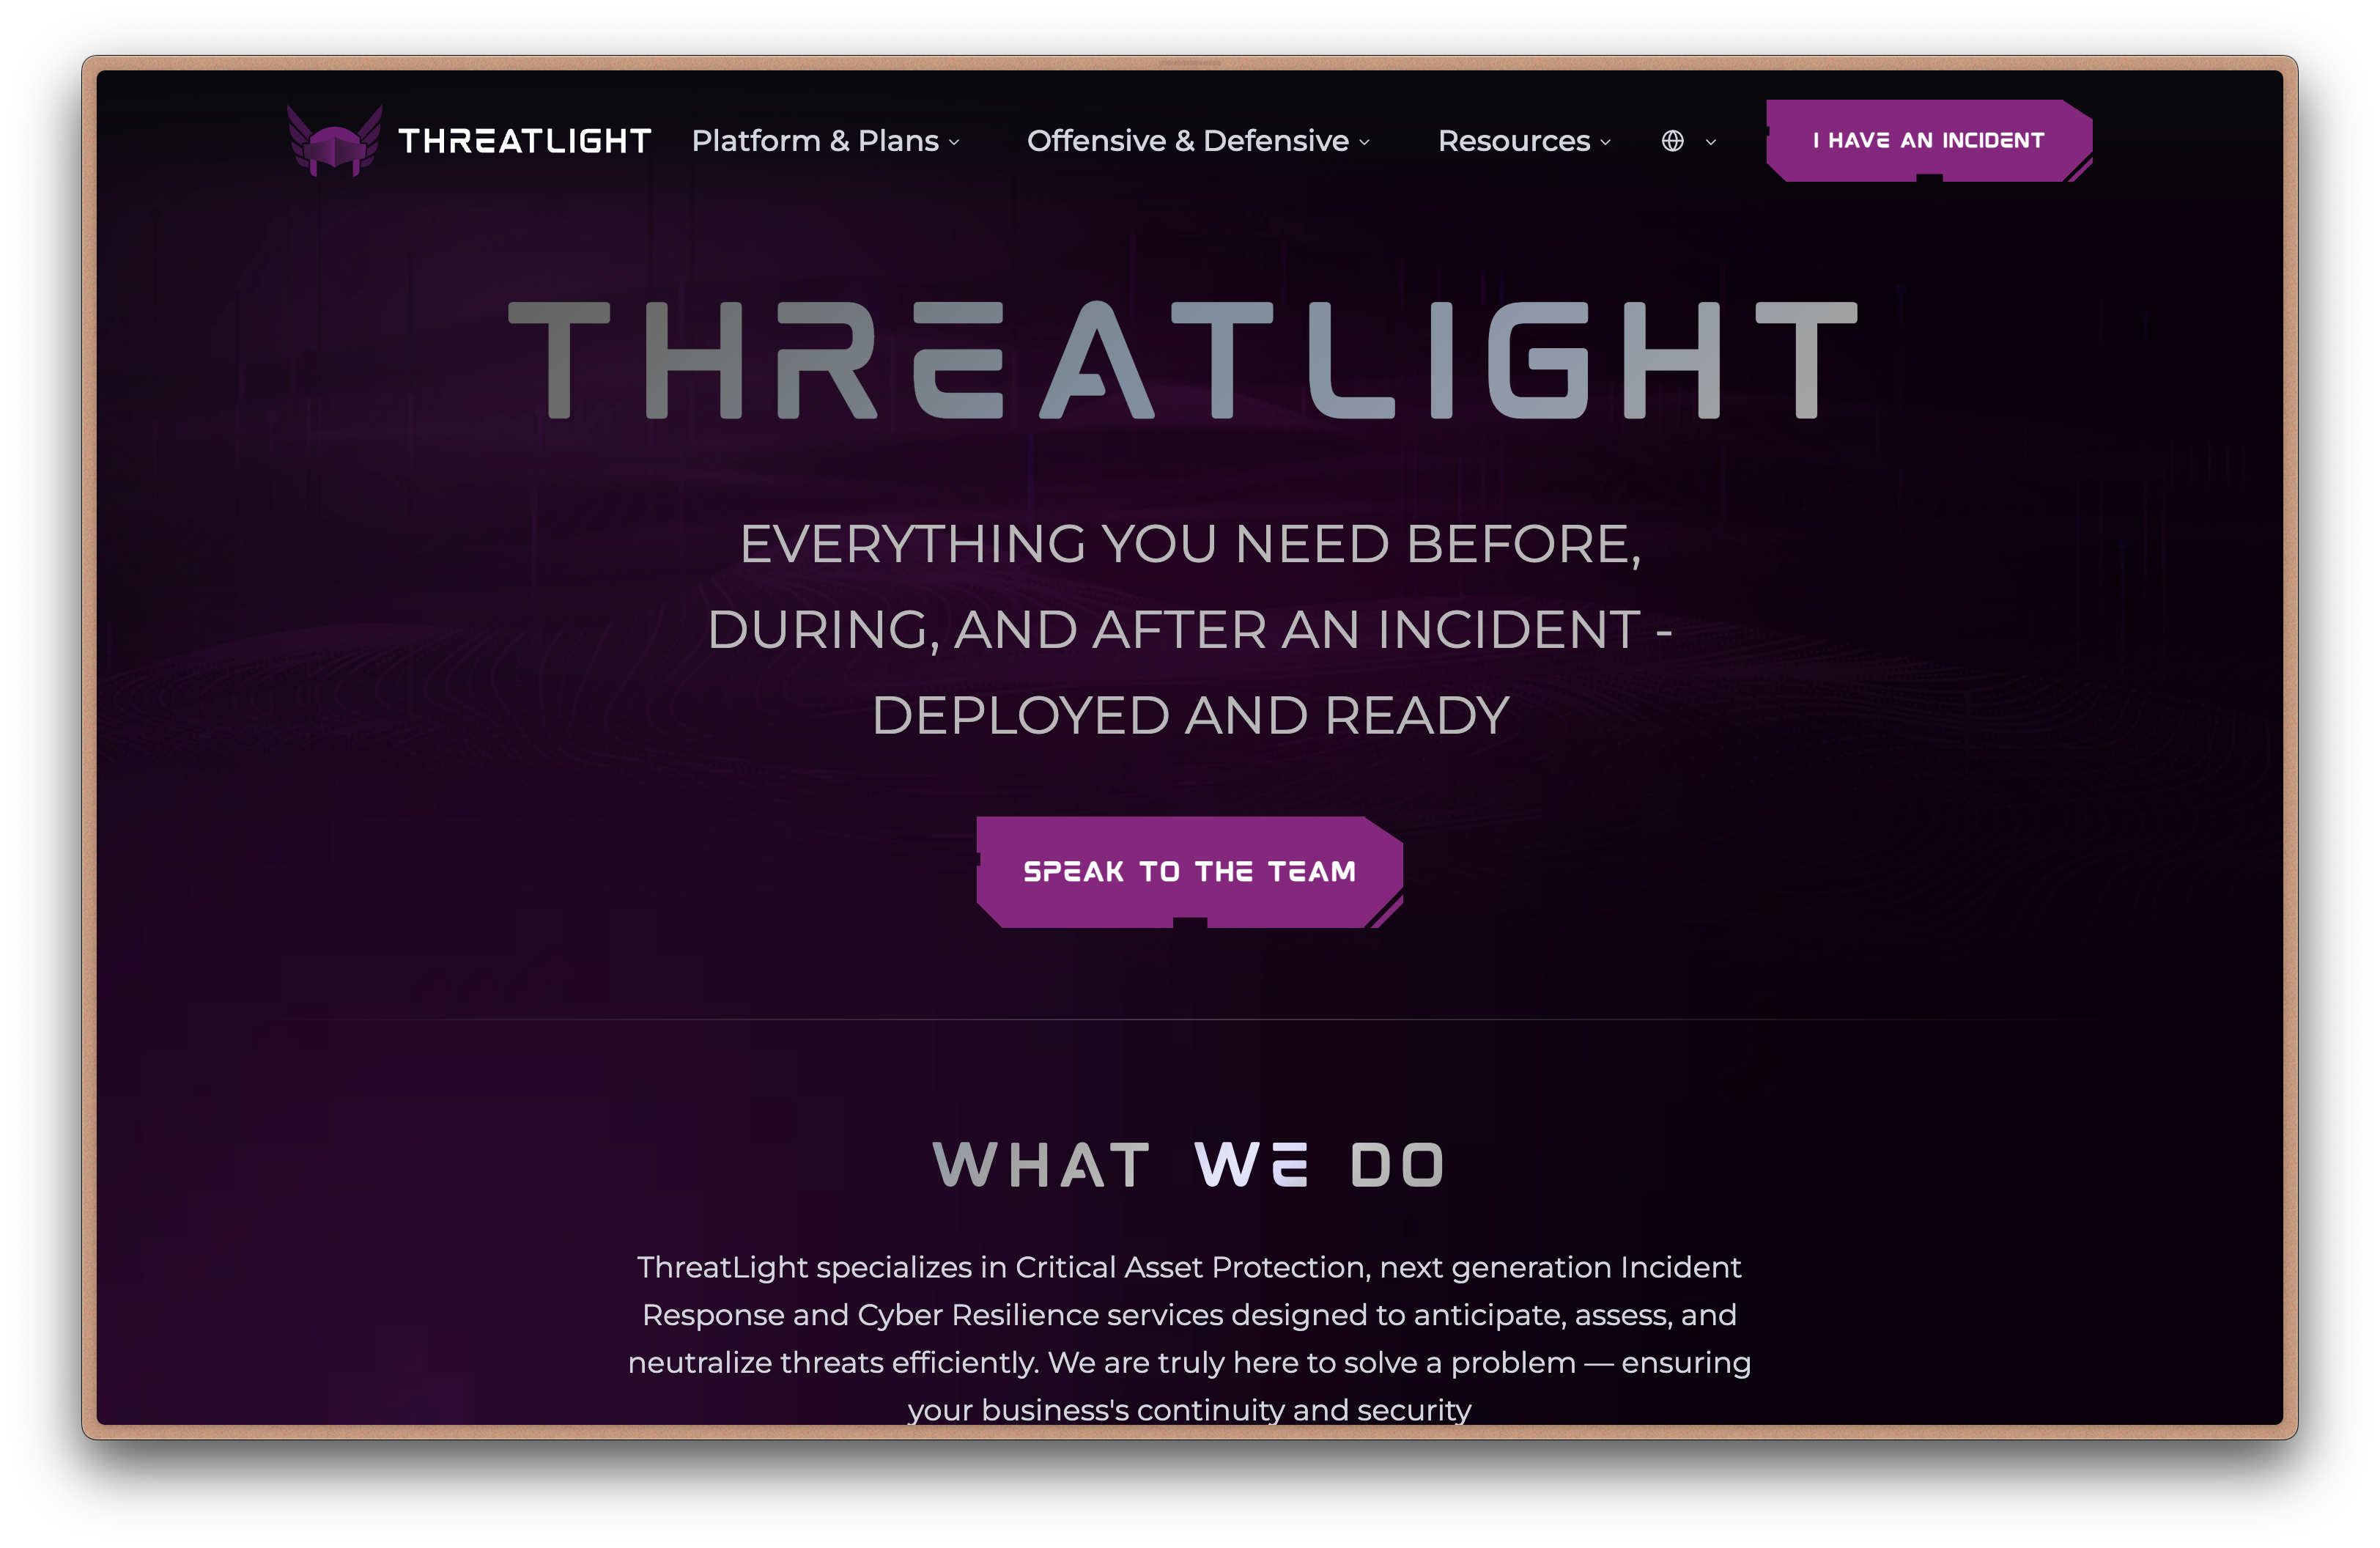 THREATLIGHT
Platform & Plans
Offensive & Defensive
Resources
I HAVE AN INCIDENT
THREATLIGHT
EVERYTHING YOU NEED BEFORE,
DURING, AND AFTER AN INCIDENT -
DEPLOYED AND READY
SPEAK TO THE TEAM
WHAT WE DO
ThreatLight specializes in Critical Asset Protection, next generation Incident
Response and Cyber Resilience services designed to anticipate, assess, and
neutralize threats efficiently. We are truly here to solve a problem — ensuring
your business's continuity and security